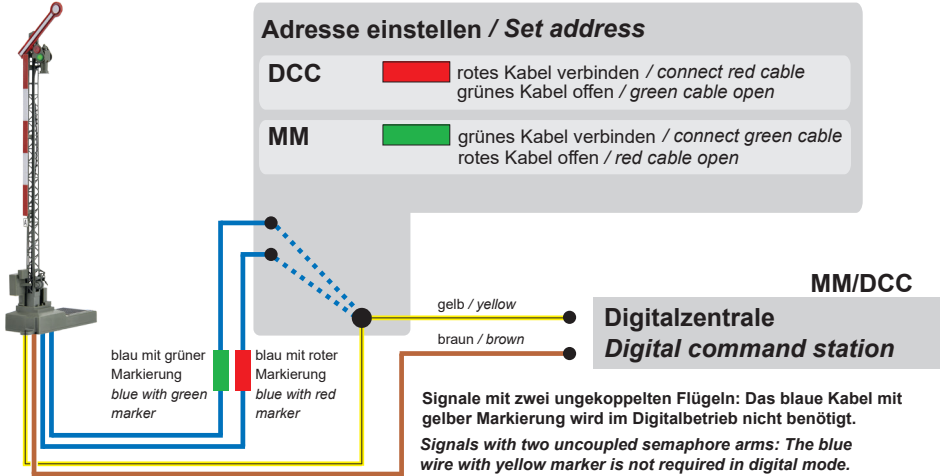 Adresse einstellen / Set address
DCC
rotes Kabel verbinden / connect red cable
grünes Kabel offen / green cable open
MM
grünes Kabel verbinden / connect green cable
rotes Kabel offen / red cable open
MM/DCC
gelb / yellow
braun / brown
Digitalzentrale
Digital command station
blau mit grüner
Markierung
blue with green
marker
blau mit roter
Markierung
blue with red
marker
Signale mit zwei ungekoppelten Flügeln: Das blaue Kabel mit
gelber Markierung wird im Digitalbetrieb nicht benötigt.
Signals with two uncoupled semaphore arms: The blue
wire with yellow marker is not required in digital mode.